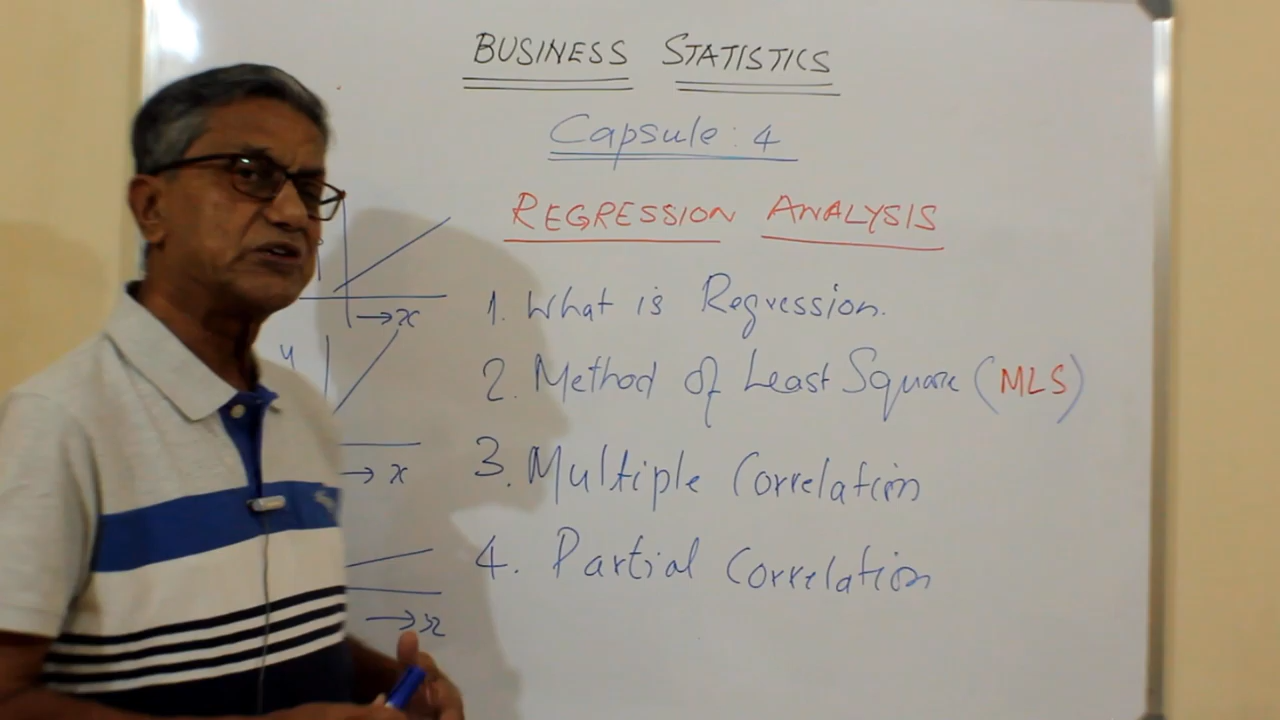 BUSINESS STATISTICS
Capsule: 4
REGRESSION ANALYSIS
1. What is Regression.
2. Method of Least Square (MLS)
3. Multiple Correlation
4. Partial Correlation
→ x
y
→ x
→ x